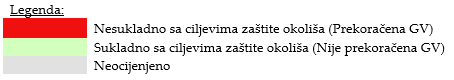 Legenda:
Nesukladno sa ciljevima zaštite okoliša (Prekoračena GV)
Sukladno sa ciljevima zaštite okoliša (Nije prekoračena GV)
Neocijenjeno